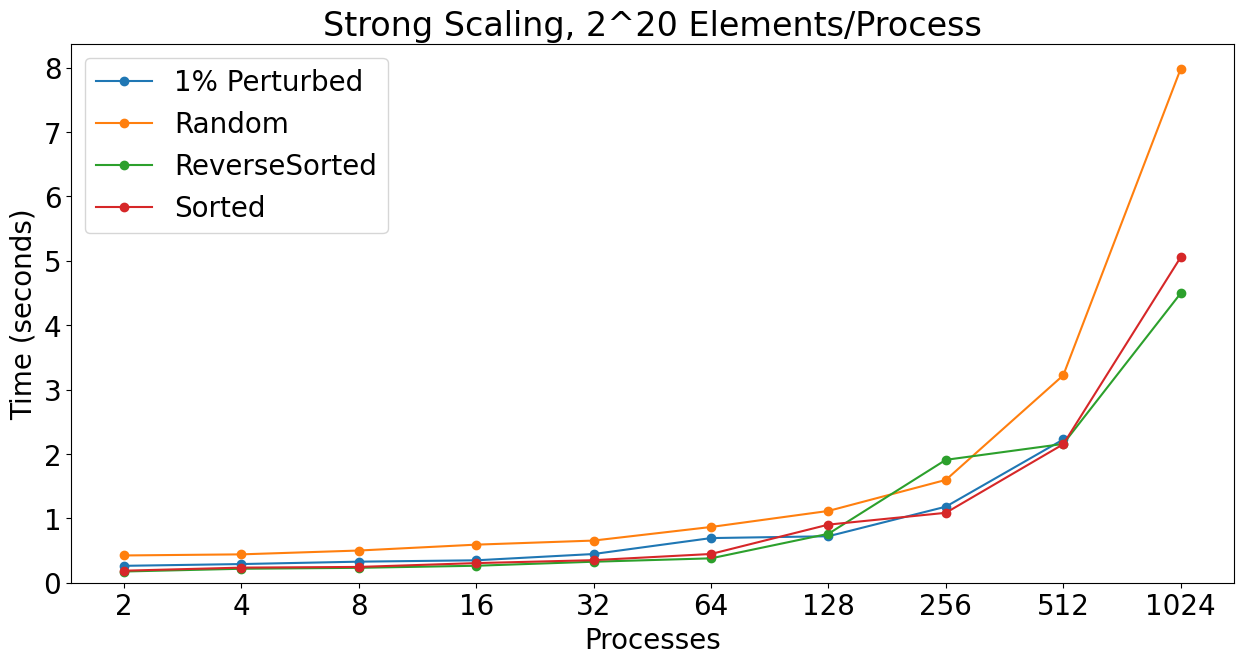 Strong Scaling, 2^20 Elements/Process
1% Perturbed
Random
ReverseSorted
Sorted
Time (seconds)
8
7
6
5
4
3
2
1
0
2 4 8 16 32 64 128 256 512 1024
Processes